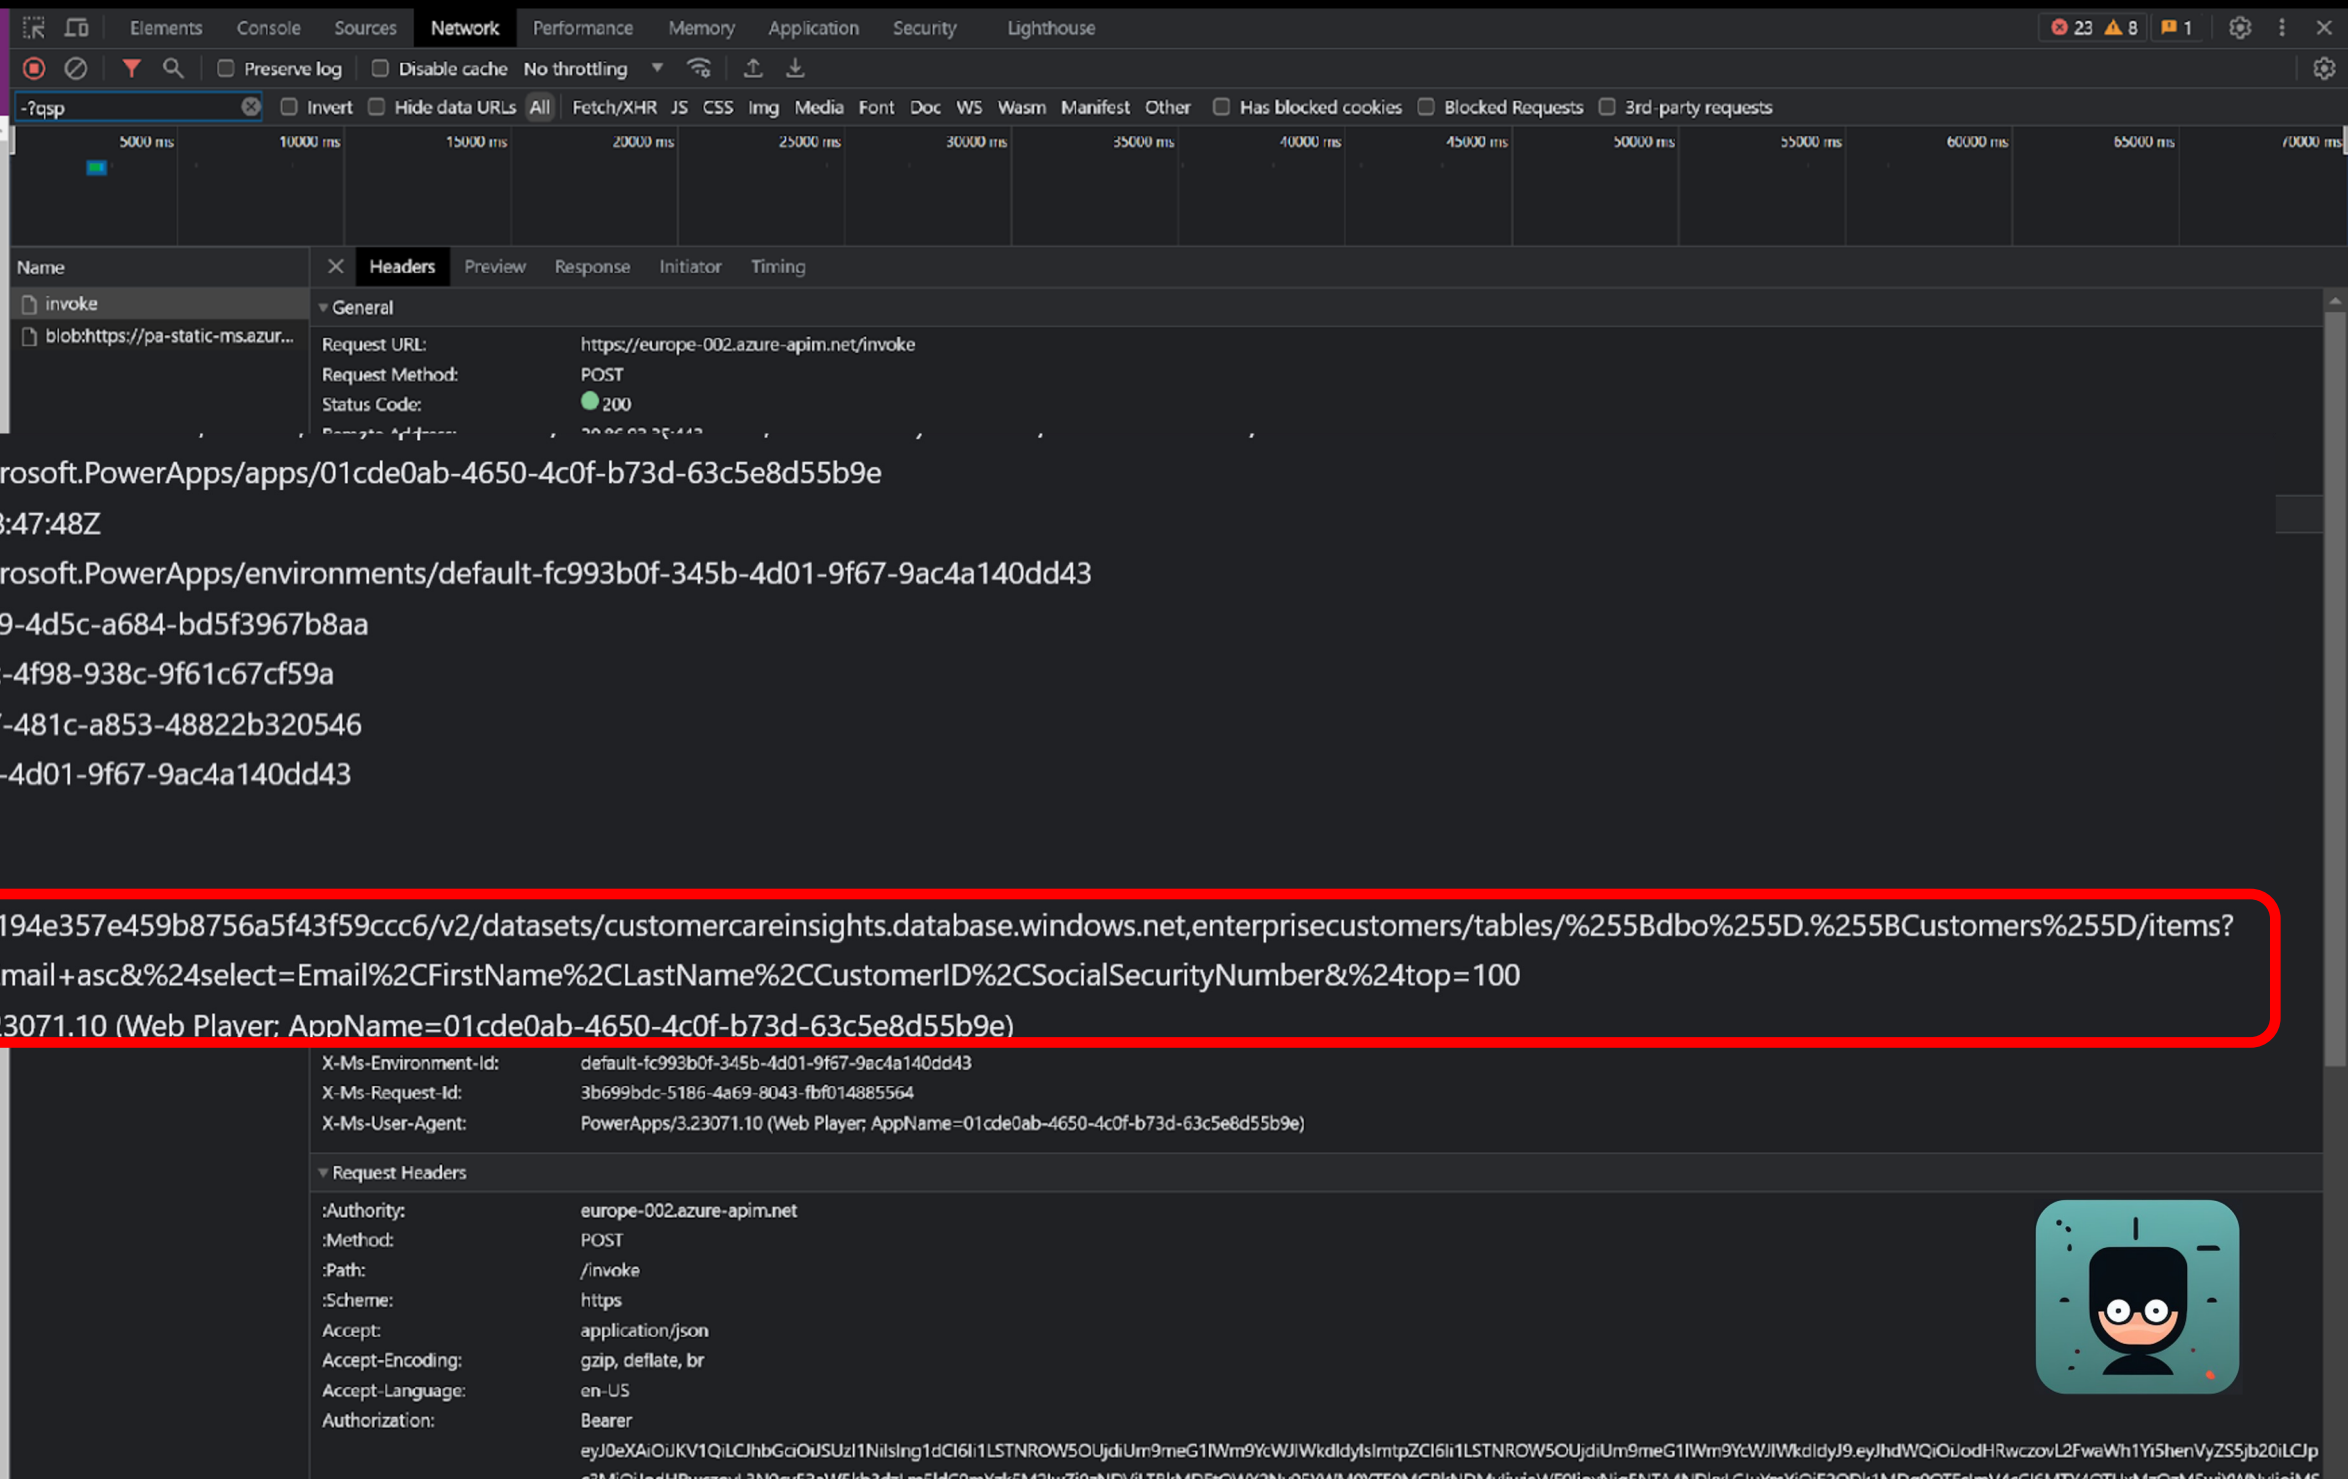 Elements Console Sources Network Performance Memory Application Security Lighthouse 23 8 1
Preserve log Disable cache No throttling
-?qsp Invert Hide data URLs All Fetch/XHR JS CSS Img Media Font Doc WS Wasm Manifest Other Has blocked cookies Blocked Requests 3rd-party requests
5000 ms 10000 ms 15000 ms 20000 ms 25000 ms 30000 ms 35000 ms 40000 ms 45000 ms 50000 ms 55000 ms 60000 ms 65000 ms 70000 ms
Name Headers Preview Response Initiator Timing
invoke
blob:https://pa-static-ms.azur...
General
Request URL: https://europe-002.azure-apim.net/invoke
Request Method: POST
Status Code: 200
rosoft.PowerApps/apps/01cde0ab-4650-4c0f-b73d-63c5e8d55b9e
:47:48Z
rosoft.PowerApps/environments/default-fc993b0f-345b-4d01-9f67-9ac4a140dd43
9-4d5c-a684-bd5f3967b8aa
-4f98-938c-9f61c67cf59a
-481c-a853-48822b320546
-4d01-9f67-9ac4a140dd43
194e357e459b8756a5f43f59ccc6/v2/datasets/customercareinsights.database.windows.net,enterprisecustomers/tables/%255Bdbo%255D.%255BCustomers%255D/items?
mail+asc&%24select=Email%2CFirstName%2CLastName%2CCustomerID%2CSocialSecurityNumber&%24top=100
23071.10 (Web Player; AppName=01cde0ab-4650-4c0f-b73d-63c5e8d55b9e)
X-Ms-Environment-Id: default-fc993b0f-345b-4d01-9f67-9ac4a140dd43
X-Ms-Request-Id: 3b699bdc-5186-4a69-8043-fbf014885564
X-Ms-User-Agent: PowerApps/3.23071.10 (Web Player; AppName=01cde0ab-4650-4c0f-b73d-63c5e8d55b9e)
Request Headers
:Authority: europe-002.azure-apim.net
:Method: POST
:Path: /invoke
:Scheme: https
Accept: application/json
Accept-Encoding: gzip, deflate, br
Accept-Language: en-US
Authorization: Bearer